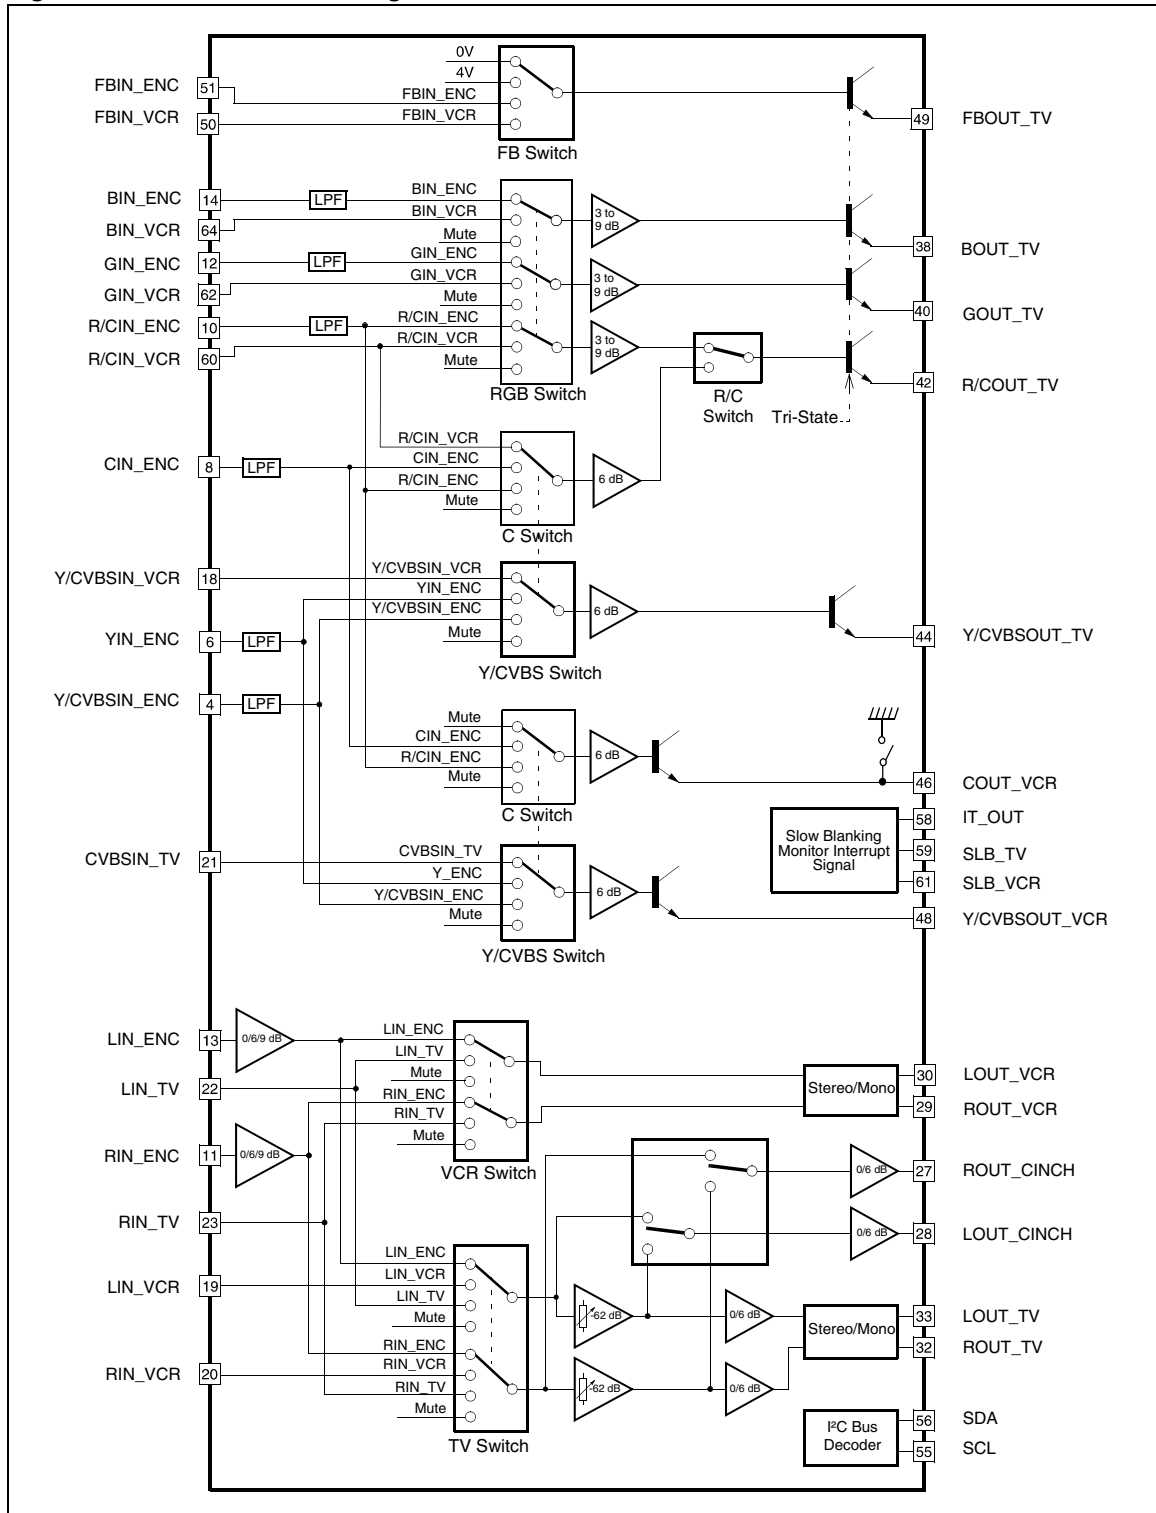 0V
4V
FBIN_ENC 51 FBIN_ENC
FBIN_VCR 50 FBIN_VCR
49 FBOUT_TV
FB Switch
BIN_ENC 14 LPF BIN_ENC
BIN_VCR 64 BIN_VCR
Mute
3 to
9 dB
38 BOUT_TV
GIN_ENC 12 LPF GIN_ENC
GIN_VCR 62 GIN_VCR
Mute
3 to
9 dB
40 GOUT_TV
R/CIN_ENC 10 LPF R/CIN_ENC
R/CIN_VCR 60 R/CIN_VCR
Mute
3 to
9 dB
42 R/COUT_TV
RGB Switch
R/C
Switch
Tri-State
R/CIN_VCR
CIN_ENC 8 LPF CIN_ENC
R/CIN_ENC
Mute
6 dB
C Switch
Y/CVBSIN_VCR 18 Y/CVBSIN_VCR
YIN_ENC
Y/CVBSIN_ENC
Mute
6 dB
YIN_ENC 6 LPF
44 Y/CVBSOUT_TV
Y/CVBS Switch
Y/CVBSIN_ENC 4 LPF
Mute
CIN_ENC
R/CIN_ENC
Mute
6 dB
46 COUT_VCR
C Switch
Slow Blanking
Monitor Interrupt
Signal
58 IT_OUT
59 SLB_TV
61 SLB_VCR
CVBSIN_TV 21 CVBSIN_TV
Y_ENC
Y/CVBSIN_ENC
Mute
6 dB
48 Y/CVBSOUT_VCR
Y/CVBS Switch
LIN_ENC 13 0/6/9 dB LIN_ENC
LIN_TV 22 LIN_TV
Mute
RIN_ENC
RIN_TV
Mute
Stereo/Mono
30 LOUT_VCR
29 ROUT_VCR
RIN_ENC 11 0/6/9 dB
VCR Switch
0/6 dB 27 ROUT_CINCH
RIN_TV 23
0/6 dB 28 LOUT_CINCH
LIN_ENC
LIN_VCR 19 LIN_VCR
LIN_TV
Mute
-62 dB
0/6 dB
Stereo/Mono
33 LOUT_TV
32 ROUT_TV
RIN_ENC
RIN_VCR 20 RIN_VCR
RIN_TV
Mute
-62 dB
0/6 dB
TV Switch
I²C Bus
Decoder
56 SDA
55 SCL